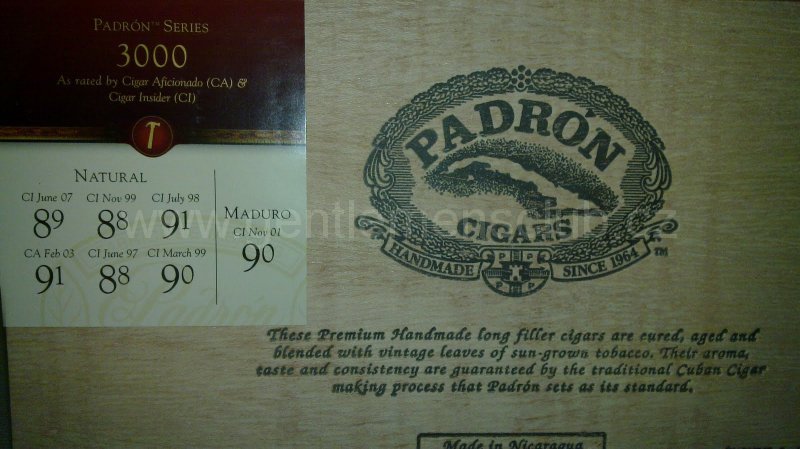 PADRÓN™ SERIES
3000
As rated by Cigar Aficionado (CA) &
Cigar Insider (CI)
NATURAL
CI June 07 CI Nov 99 CI July 98
89 88 91
CA Feb 03 CI June 97 CI March 99
91 88 90
MADURO
CI Nov 01
90
Padrón
PADRÓN
CIGARS
HANDMADE SINCE 1964 ™
P P
P P
These Premium Handmade long filler cigars are cured, aged and
blended with vintage leaves of sun-grown tobacco. Their aroma,
taste and consistency are guaranteed by the traditional Cuban Cigar
making process that Padrón sets as its standard.
Made in Nicaragua